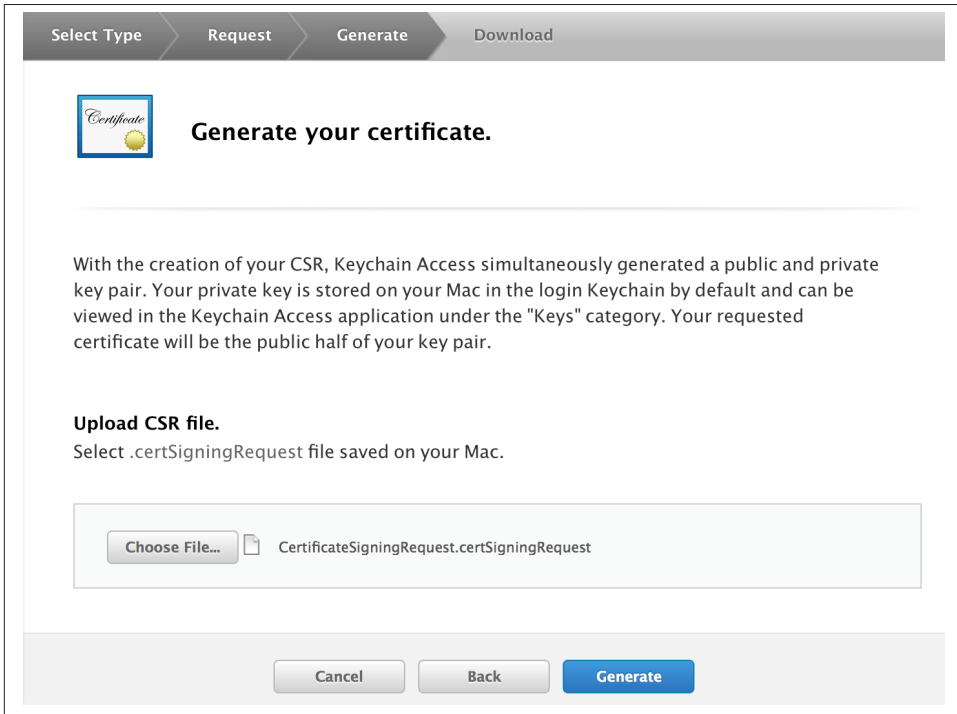 Select Type Request Generate Download
Certificate
Generate your certificate.
With the creation of your CSR, Keychain Access simultaneously generated a public and private
key pair. Your private key is stored on your Mac in the login Keychain by default and can be
viewed in the Keychain Access application under the "Keys" category. Your requested
certificate will be the public half of your key pair.
Upload CSR file.
Select .certSigningRequest file saved on your Mac.
Choose File... CertificateSigningRequest.certSigningRequest
Cancel Back Generate